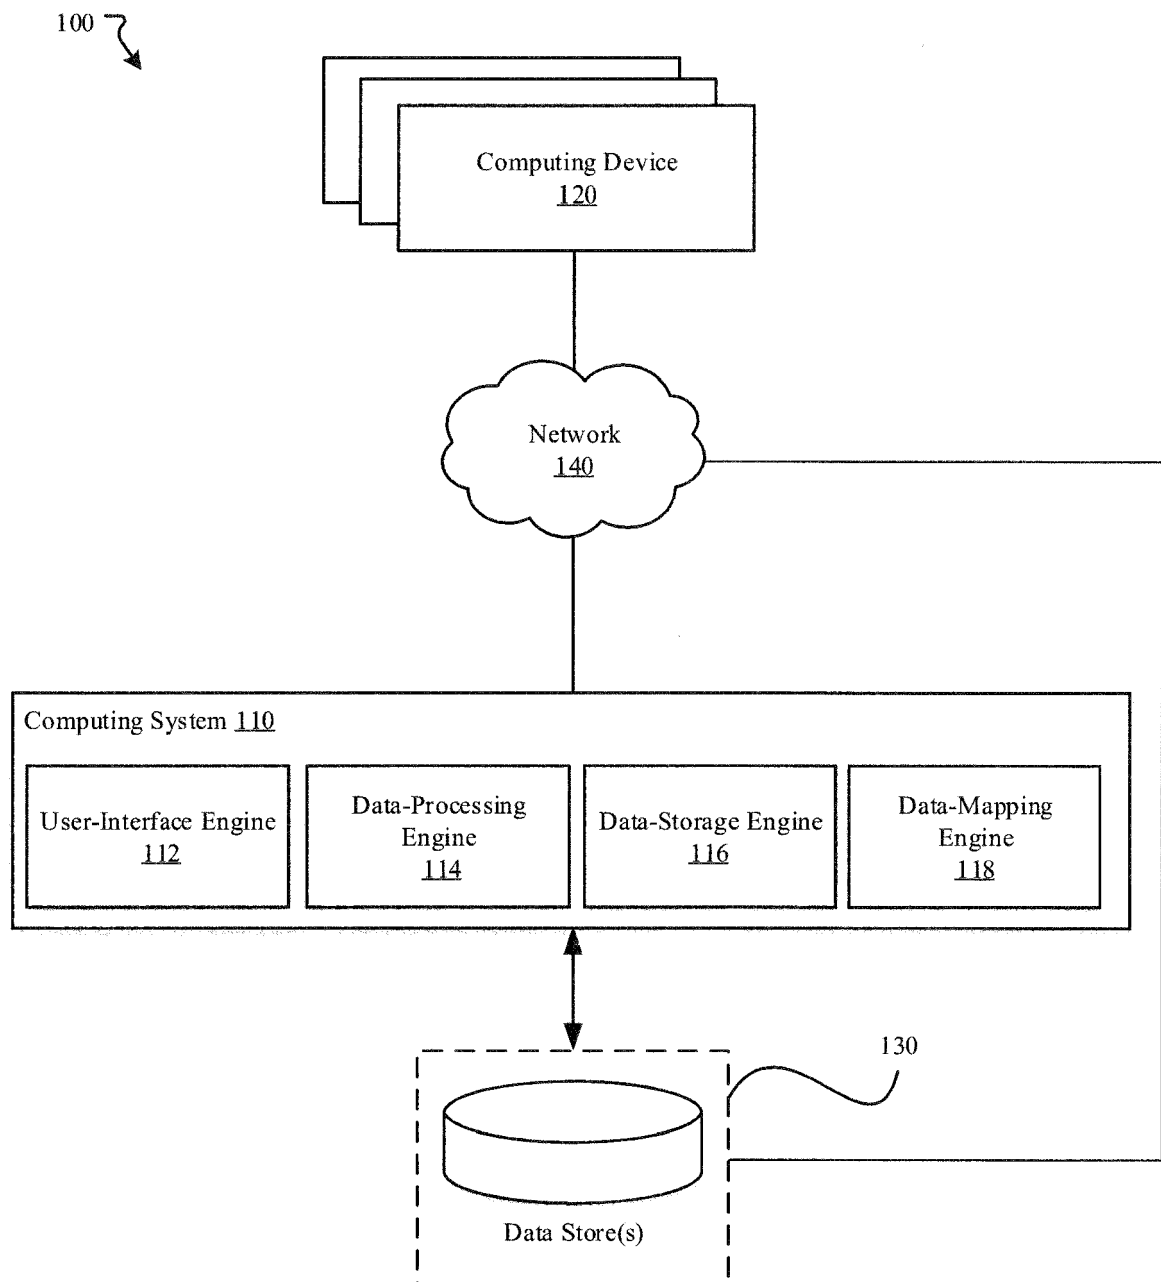 100
Computing Device
120
Network
140
Computing System 110
User-Interface Engine
112
Data-Processing
Engine
114
Data-Storage Engine
116
Data-Mapping
Engine
118
130
Data Store(s)